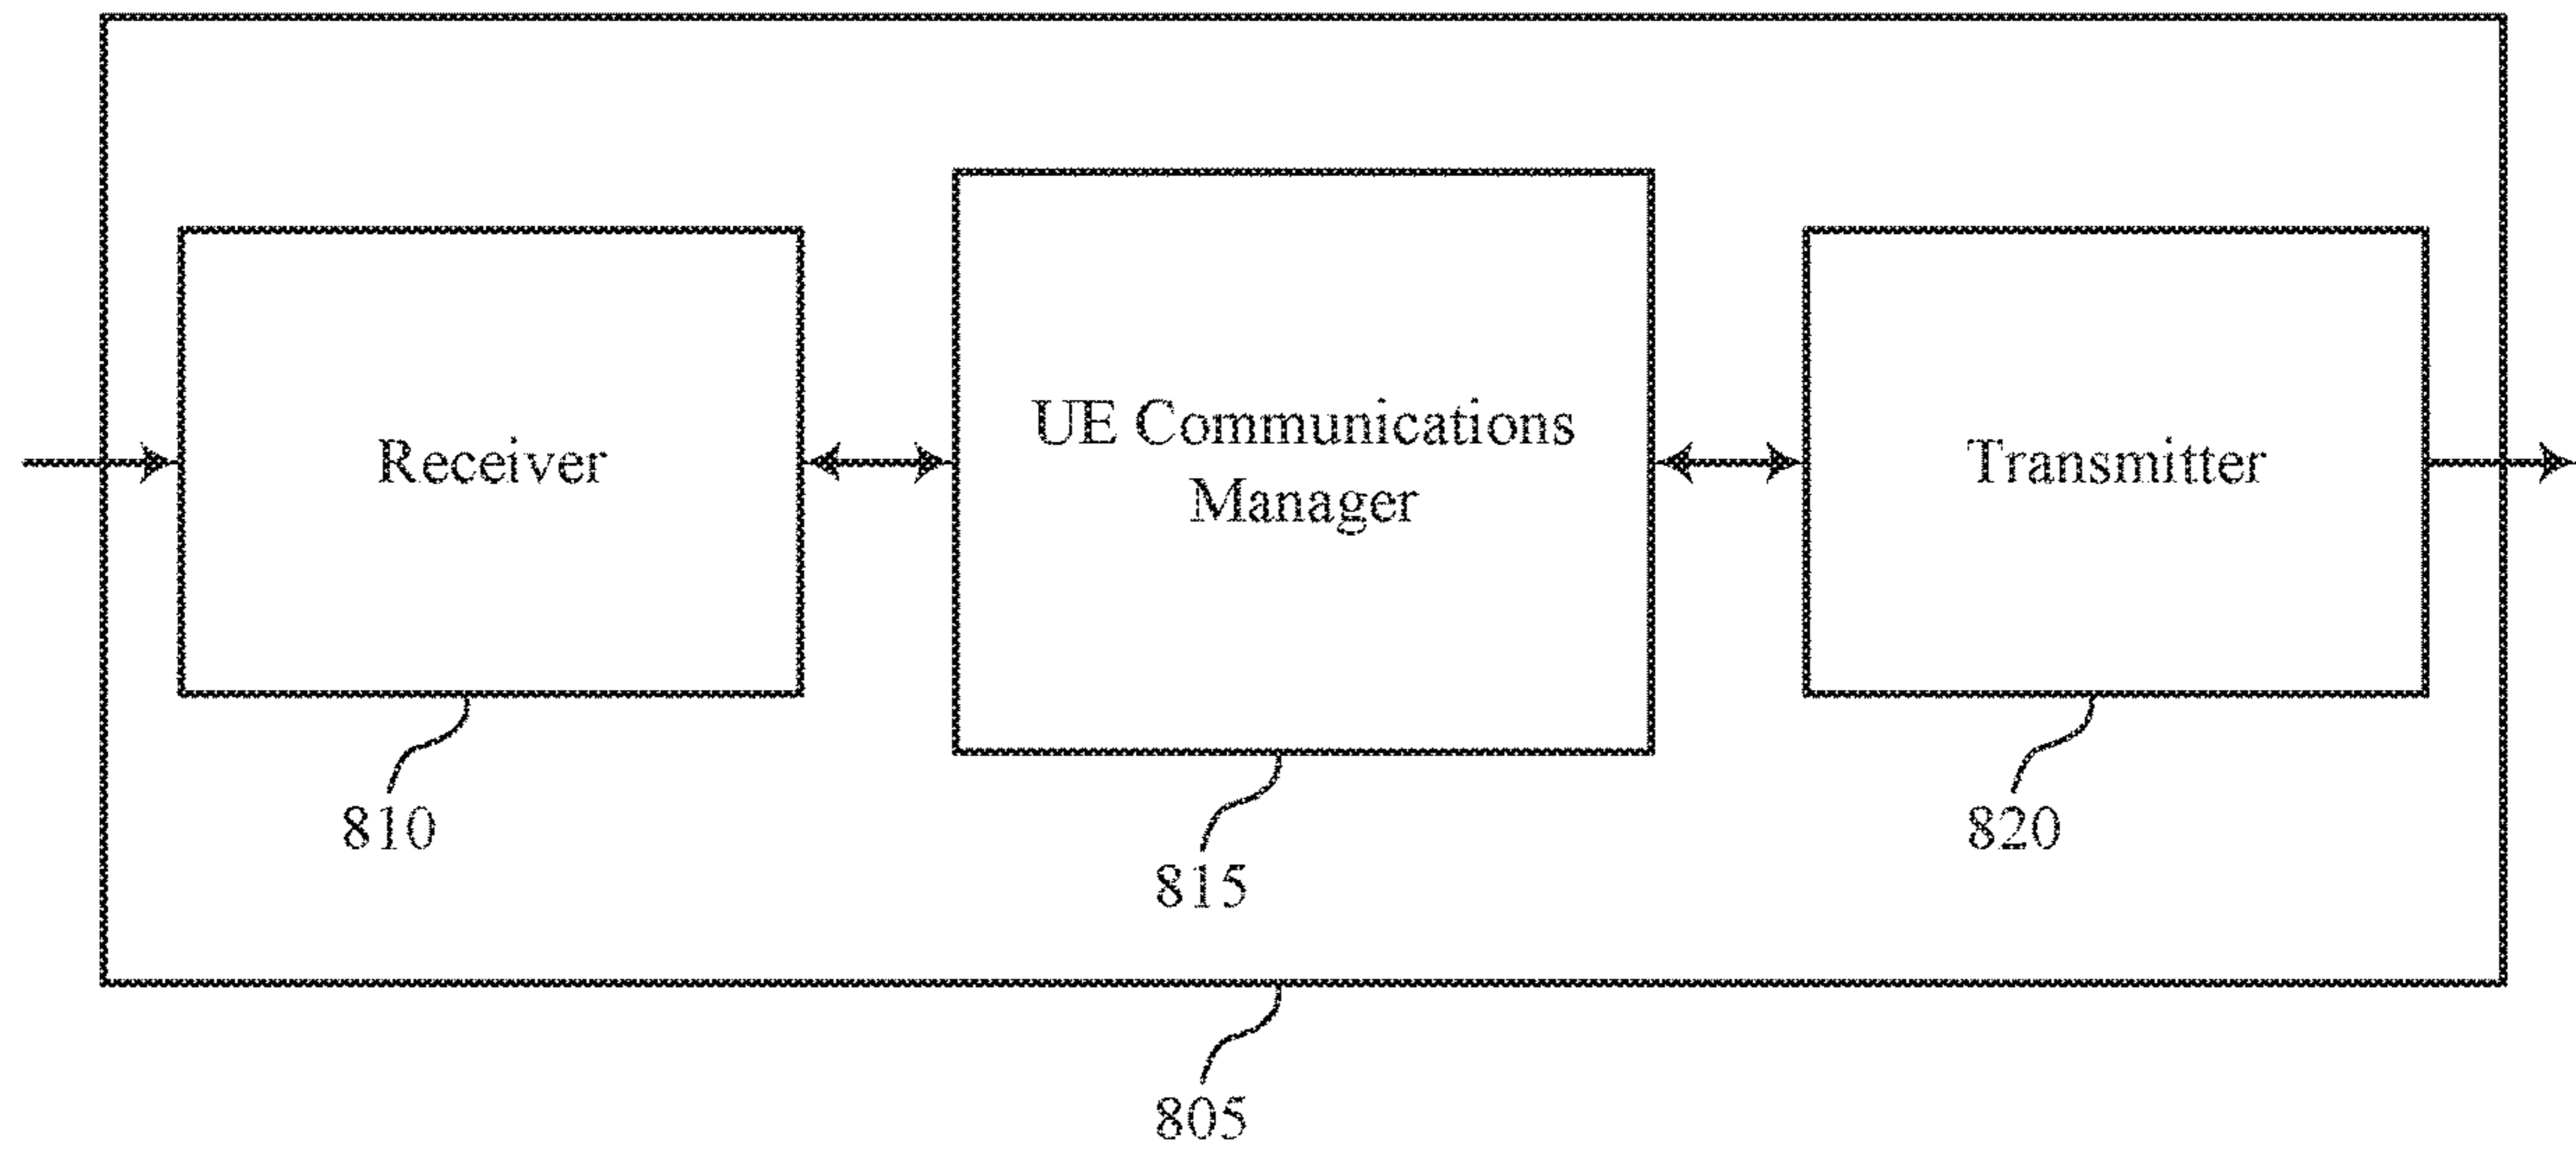 Receiver
UE Communications
Manager
Transmitter
810
815
820
805